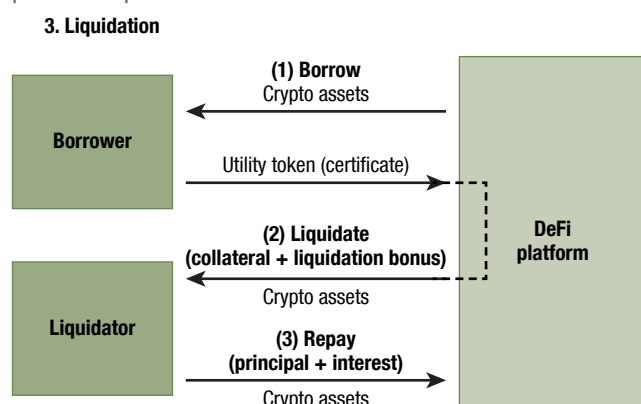 3. Liquidation
(1) Borrow
Crypto assets
Borrower
Utility token (certificate)
(2) Liquidate
(collateral + liquidation bonus)
Crypto assets
DeFi
platform
Liquidator
(3) Repay
(principal + interest)
Crypto assets